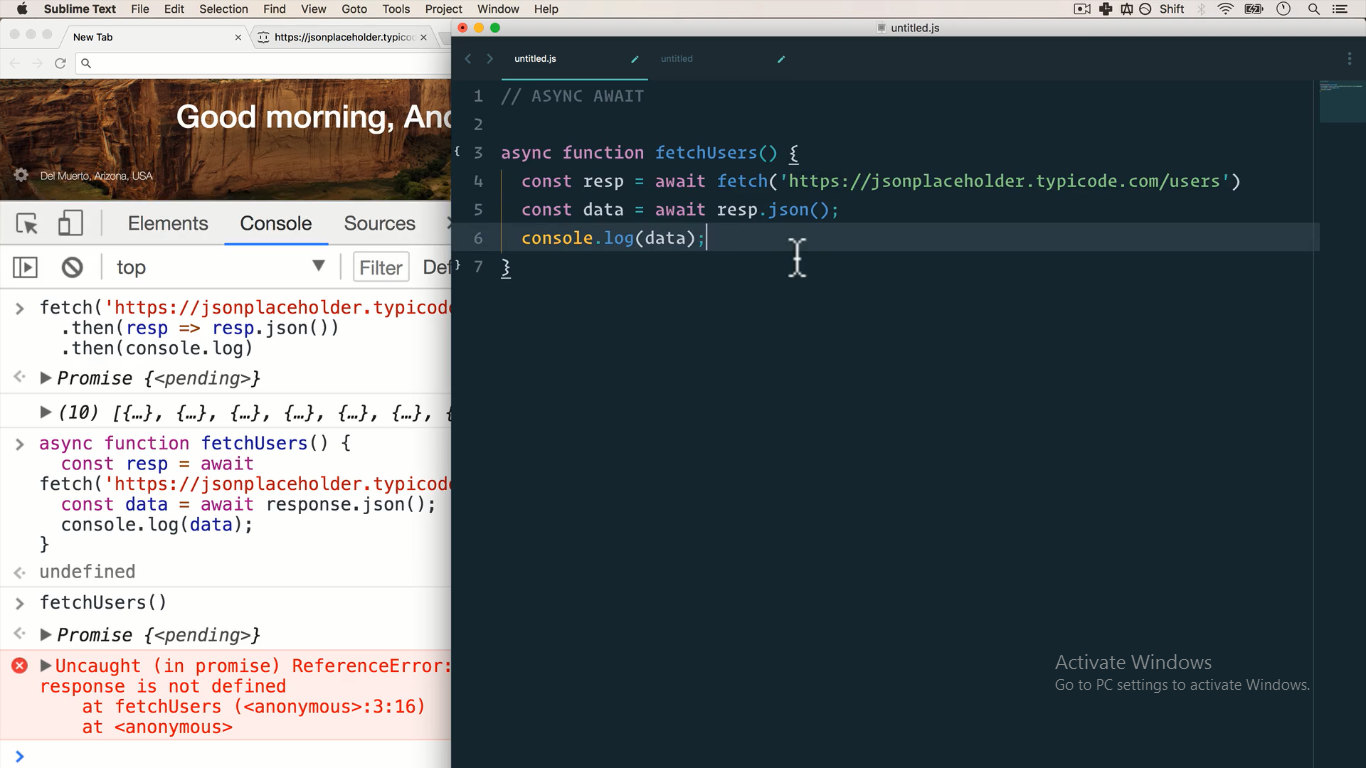 Sublime Text File Edit Selection Find View Goto Tools Project Window Help Shift
New Tab https://jsonplaceholder.typico
untitled.js
untitled.js untitled
Good morning, An
Del Muerto, Arizona, USA
Elements Console Sources
top Filter Def
fetch('https://jsonplaceholder.typicode
.then(resp => resp.json())
.then(console.log)
Promise {<pending>}
(10) [{…}, {…}, {…}, {…}, {…}, {…}, {
async function fetchUsers() {
const resp = await
fetch('https://jsonplaceholder.typicode
const data = await response.json();
console.log(data);
}
undefined
fetchUsers()
Promise {<pending>}
Uncaught (in promise) ReferenceError:
response is not defined
at fetchUsers (<anonymous>:3:16)
at <anonymous>
1 // ASYNC AWAIT
2
3 async function fetchUsers() {
4 const resp = await fetch('https://jsonplaceholder.typicode.com/users')
5 const data = await resp.json();
6 console.log(data);
7 }
Activate Windows
Go to PC settings to activate Windows.